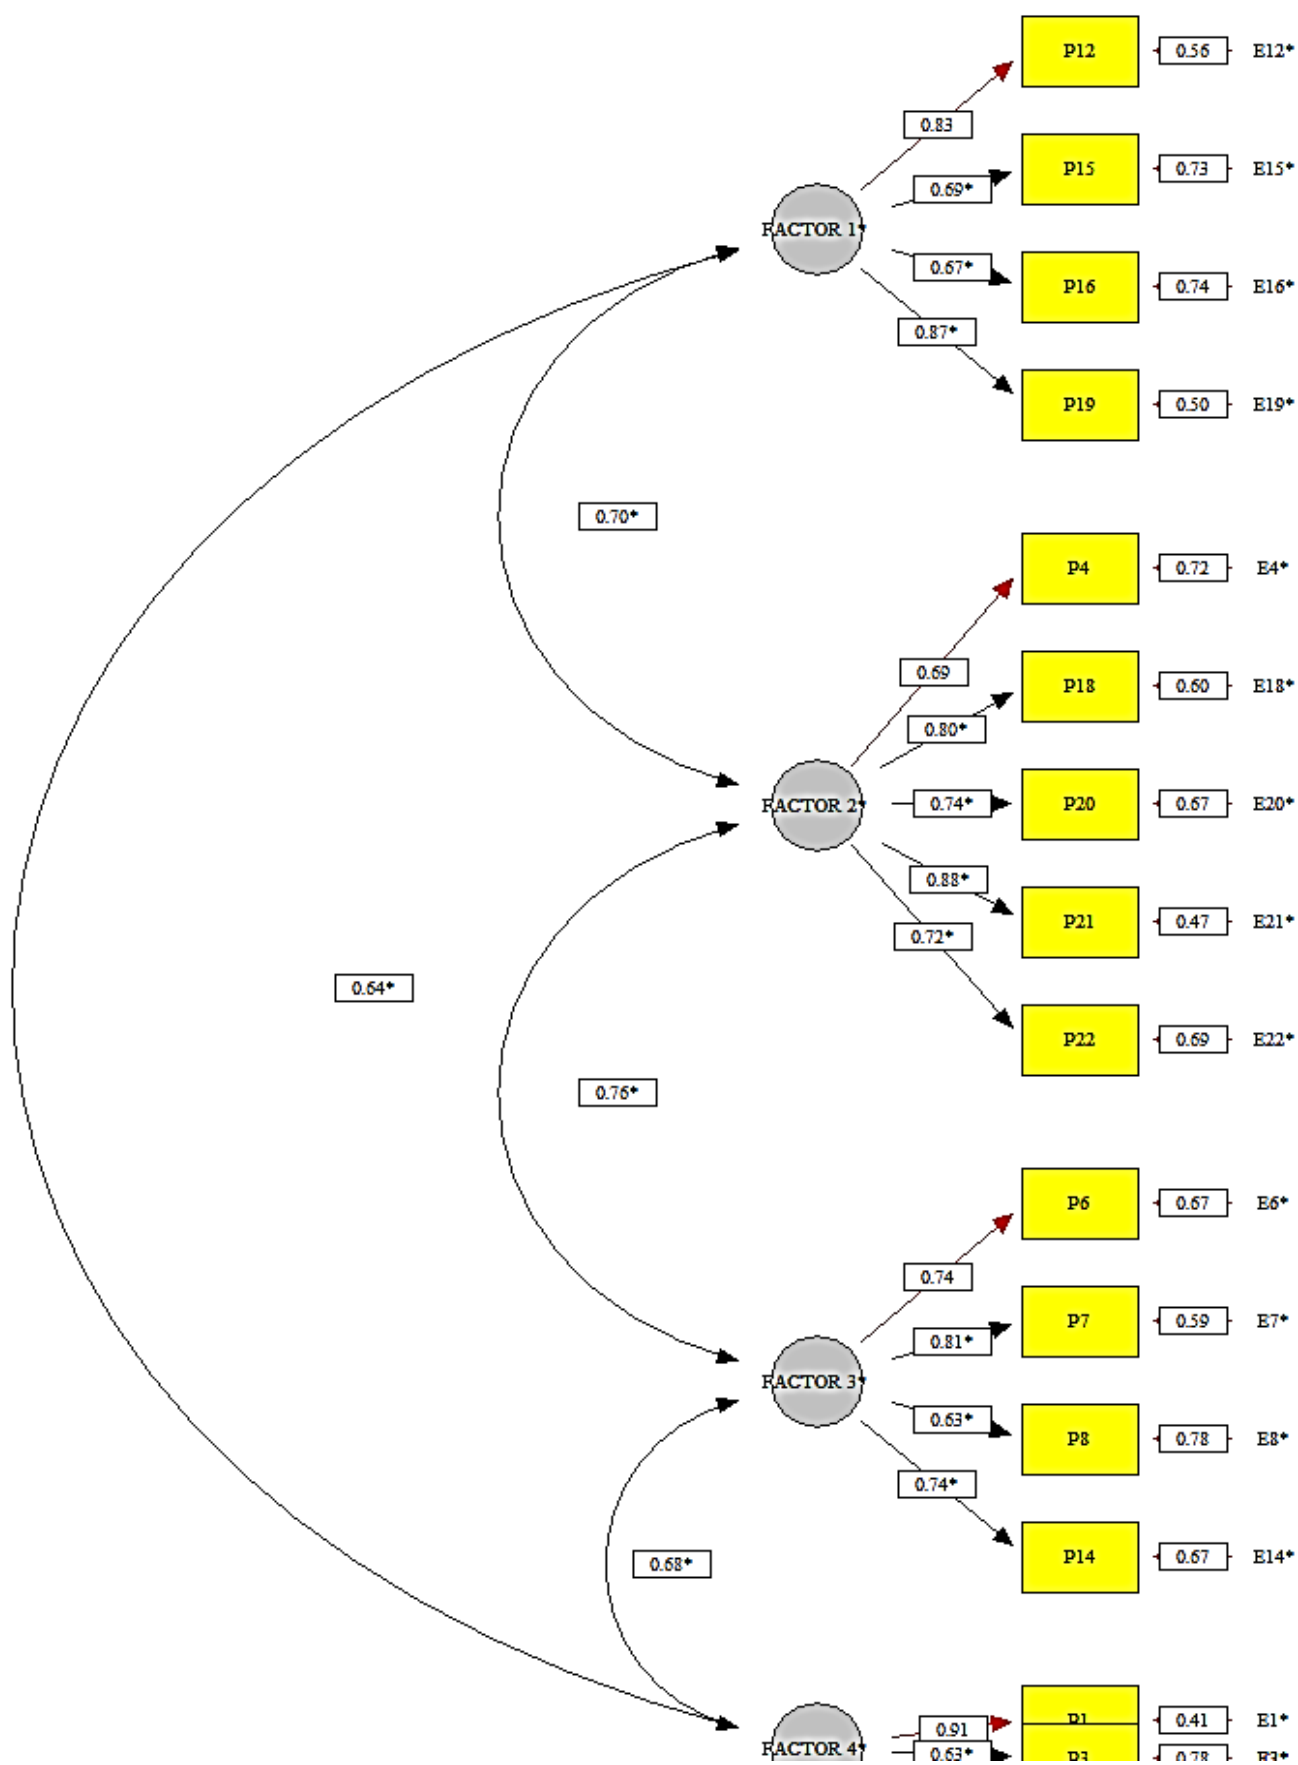 P12 0.56 E12*
0.83
P15 0.73 E15*
0.69*
FACTOR 1*
0.67*
P16 0.74 E16*
0.87*
P19 0.50 E19*
0.70*
P4 0.72 E4*
0.69
P18 0.60 E18*
0.80*
FACTOR 2*
0.74*
P20 0.67 E20*
0.88*
P21 0.47 E21*
0.72*
0.64*
P22 0.69 E22*
0.76*
P6 0.67 E6*
0.74
P7 0.59 E7*
0.81*
FACTOR 3*
0.63*
P8 0.78 E8*
0.74*
P14 0.67 E14*
0.68*
P1 0.41 E1*
0.91
FACTOR 4*
0.63*
P3 0.78 E3*